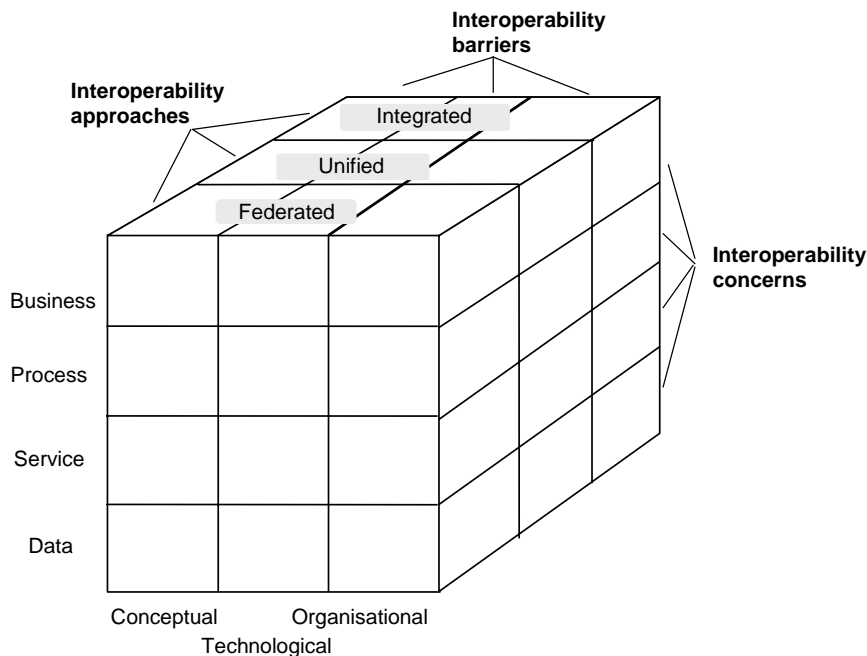 Interoperability
barriers
Interoperability
approaches
Integrated
Unified
Federated
Interoperability
concerns
Business
Process
Service
Data
Conceptual
Organisational
Technological